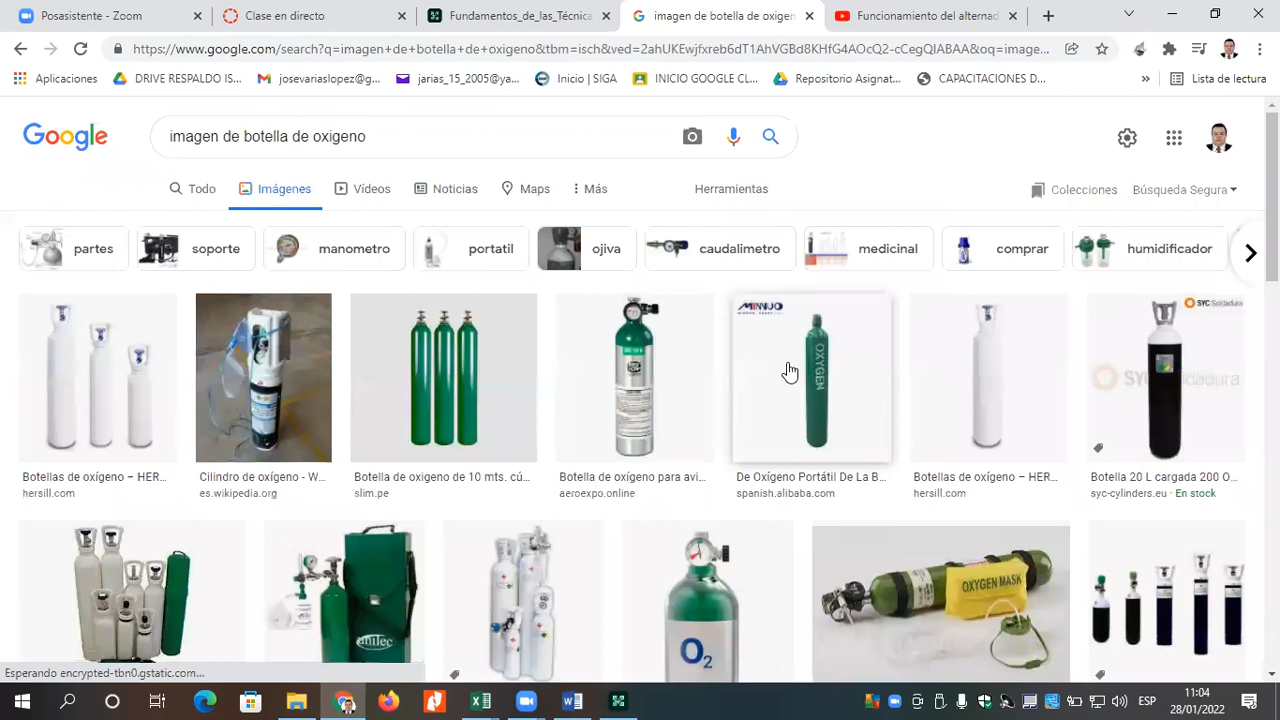 Posasistente - Zoom
Clase en directo
Fundamentos_de_las_Técnica
imagen de botella de oxigen
Funcionamiento del alternad
https://www.google.com/search?q=imagen+de+botella+de+oxigeno&tbm=isch&ved=2ahUKEwjfxreb6dT1AhVGBd8KHfG4AOcQ2-cCegQIABAA&oq=image...
Aplicaciones
DRIVE RESPALDO IS...
josevariaslopez@g...
jarias_15_2005@ya...
Inicio | SIGA
INICIO GOOGLE CL...
Repositorio Asignat...
CAPACITACIONES D...
»
Lista de lectura
Google
imagen de botella de oxigeno
Todo
Imágenes
Vídeos
Noticias
Maps
Más
Herramientas
Colecciones
Búsqueda Segura
partes
soporte
manometro
portatil
ojiva
caudalimetro
medicinal
comprar
humidificador
MINNUO
OXYGEN
SYC Soldadura
SYC Soldadura
Botellas de oxígeno – HER...
hersill.com
Cilindro de oxígeno - W...
es.wikipedia.org
Botella de oxigeno de 10 mts. cú...
slim.pe
Botella de oxígeno para avi...
aeroexpo.online
De Oxígeno Portátil De La B...
spanish.alibaba.com
Botellas de oxígeno – HER...
hersill.com
Botella 20 L cargada 200 O...
syc-cylinders.eu · En stock
unitec
O2
OXYGEN MASK
Esperando encrypted-tbn0.gstatic.com...
ESP
11:04
28/01/2022